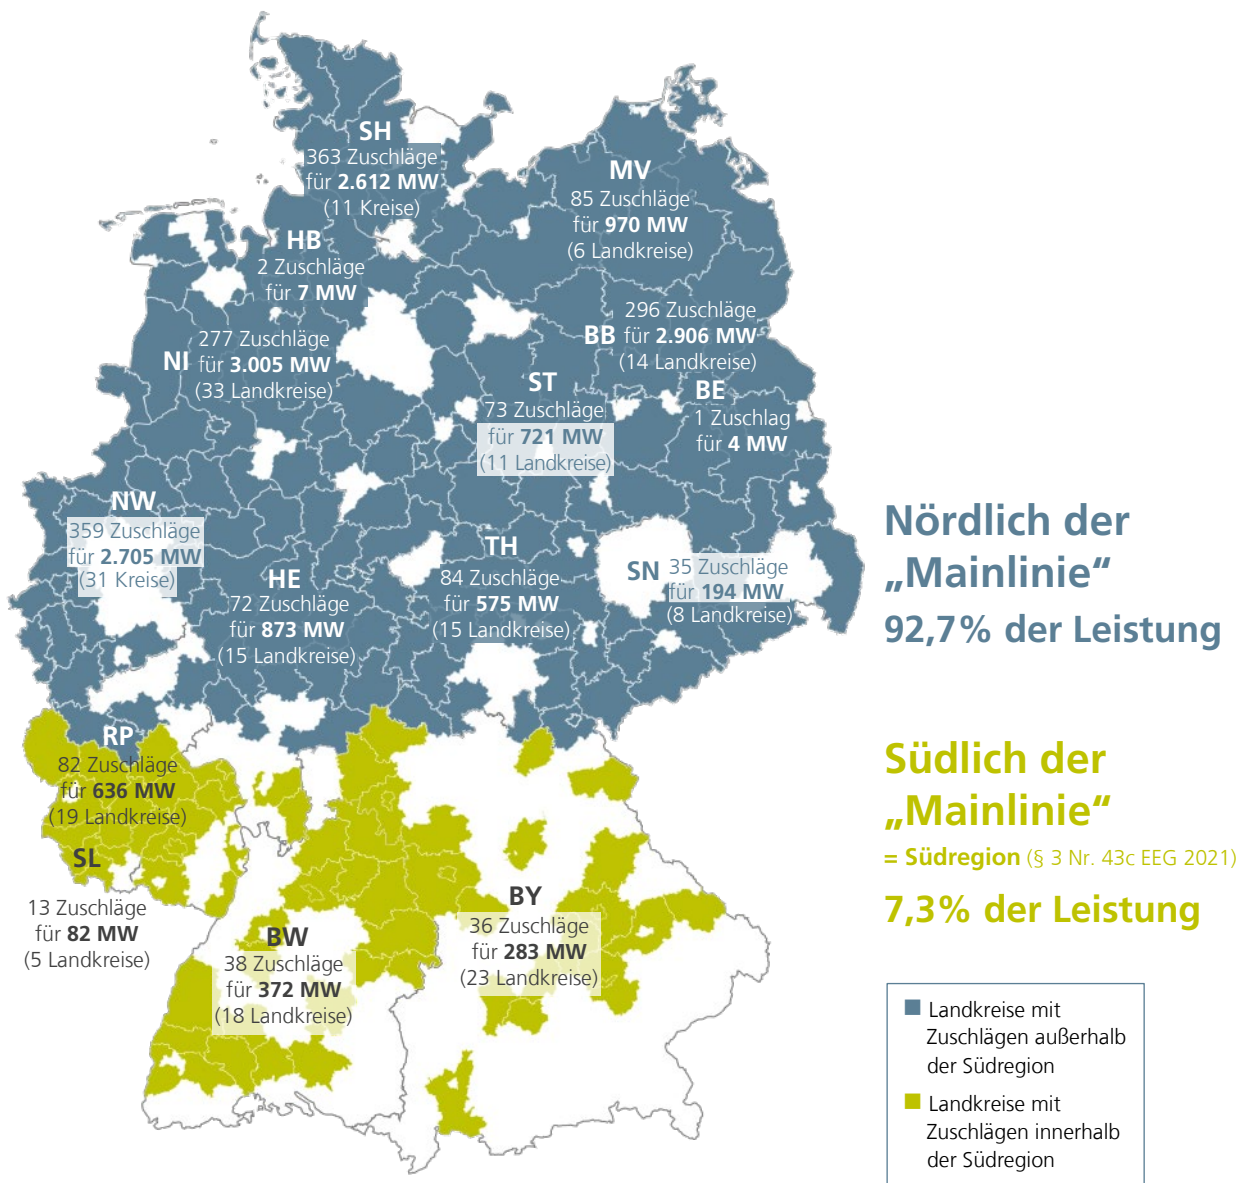 SH
363 Zuschläge
für 2.612 MW
(11 Kreise)
MV
85 Zuschläge
für 970 MW
(6 Landkreise)
HB
2 Zuschläge
für 7 MW
NI
277 Zuschläge
für 3.005 MW
(33 Landkreise)
BB
296 Zuschläge
für 2.906 MW
(14 Landkreise)
ST
73 Zuschläge
für 721 MW
(11 Landkreise)
BE
1 Zuschlag
für 4 MW
NW
359 Zuschläge
für 2.705 MW
(31 Kreise)
HE
72 Zuschläge
für 873 MW
(15 Landkreise)
TH
84 Zuschläge
für 575 MW
(15 Landkreise)
SN
35 Zuschläge
für 194 MW
(8 Landkreise)
RP
82 Zuschläge
für 636 MW
(19 Landkreise)
SL
13 Zuschläge
für 82 MW
(5 Landkreise)
BW
38 Zuschläge
für 372 MW
(18 Landkreise)
BY
36 Zuschläge
für 283 MW
(23 Landkreise)
Nördlich der
„Mainlinie“
92,7% der Leistung
Südlich der
„Mainlinie“
= Südregion (§ 3 Nr. 43c EEG 2021)
7,3% der Leistung
Landkreise mit
Zuschlägen außerhalb
der Südregion
Landkreise mit
Zuschlägen innerhalb
der Südregion